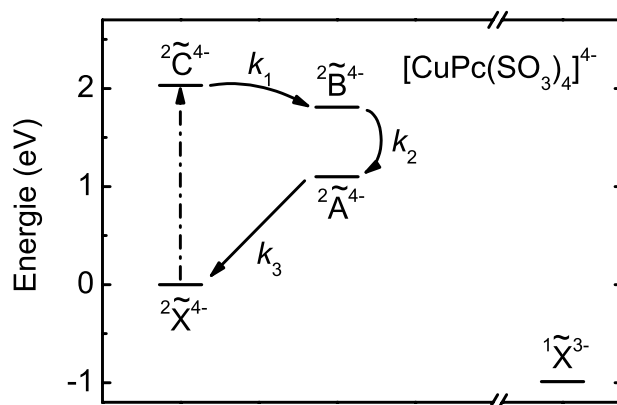 [CuPc(SO₃)₄]⁴⁻
Energie (eV)
2
1
0
-1
²C̃⁴⁻
k₁
²B̃⁴⁻
k₂
²Ã⁴⁻
k₃
²X̃⁴⁻
¹X̃³⁻